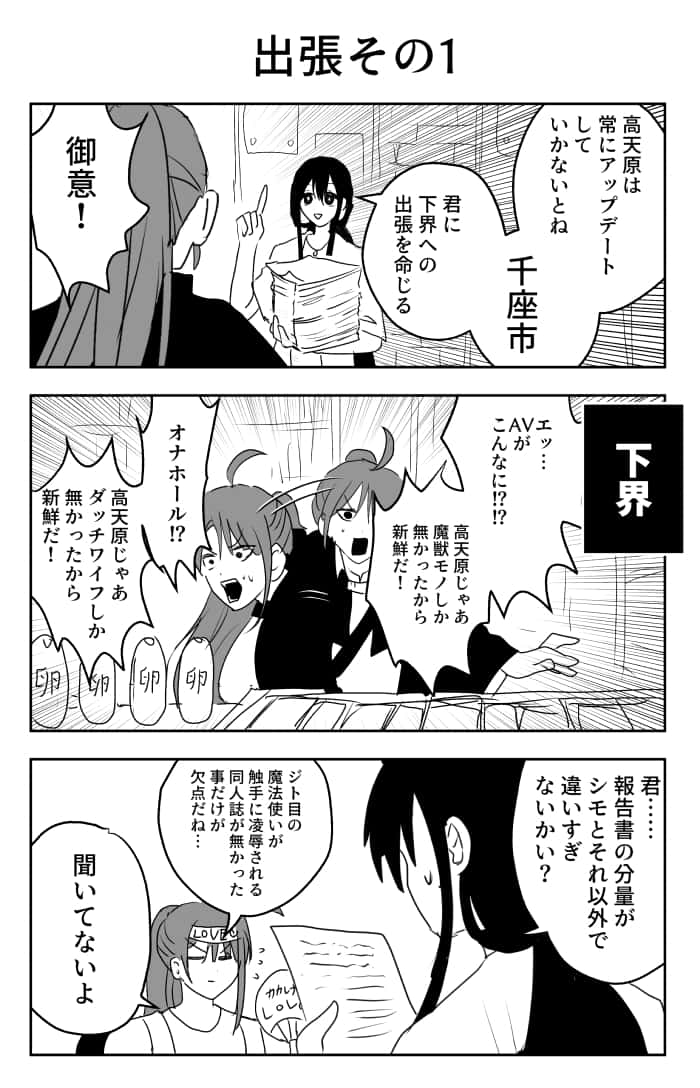 出張その1
高天原は
常にアップデート
して
いかないとね
千座市
君に
下界への
出張を命じる
御意！
下界
エッ…
AVが
こんなに!?!?
高天原じゃあ
魔獣モノしか
無かったから
新鮮だ！
オナホール!?
高天原じゃあ
ダッチワイフしか
無かったから
新鮮だ！
卵
卵
卵
卵
君……
報告書の分量が
シモとそれ以外で
違いすぎ
ないかい？
ジト目の
魔法使いが
触手に凌辱される
同人誌が無かった
事だけが
欠点だね…
LOVE
LOVE
聞いてないよ